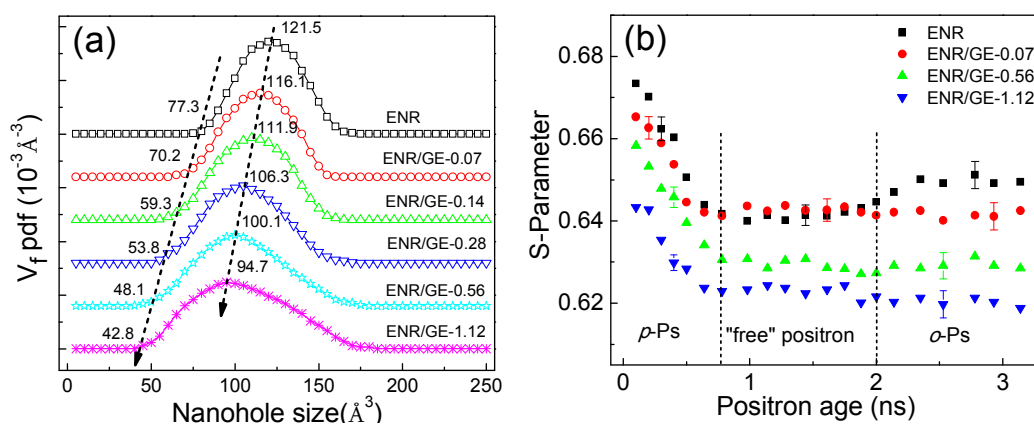 (a)
121.5
77.3
ENR
116.1
70.2
ENR/GE-0.07
111.9
59.3
ENR/GE-0.14
106.3
53.8
ENR/GE-0.28
100.1
48.1
ENR/GE-0.56
94.7
42.8
ENR/GE-1.12
V_f pdf (10⁻³Å⁻³)
0 50 100 150 200 250
Nanohole size(Å³)
(b)
ENR
ENR/GE-0.07
ENR/GE-0.56
ENR/GE-1.12
S-Parameter
0.68
0.66
0.64
0.62
p-Ps "free" positron o-Ps
0 1 2 3
Positron age (ns)